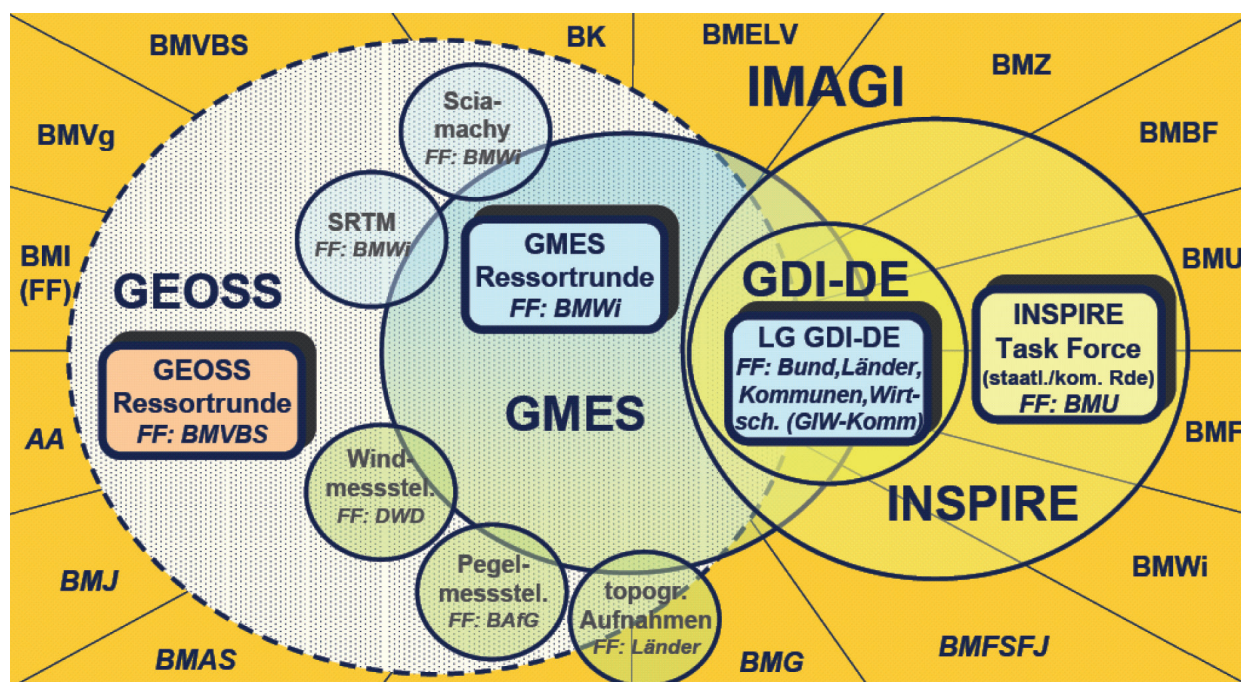 BMVBS
BK
BMELV
IMAGI
BMZ
BMBF
BMVg
BMI
(FF)
BMU
AA
BMF
BMJ
BMWi
BMAS
BMG
BMFSFJ
Scia-
machy
FF: BMWi
SRTM
FF: BMWi
GEOSS
GEOSS
Ressortrunde
FF: BMVBS
GMES
Ressortrunde
FF: BMWi
GMES
Wind-
messstel.
FF: DWD
Pegel-
messstel.
FF: BAfG
topogr.
Aufnahmen
FF: Länder
GDI-DE
LG GDI-DE
FF: Bund,Länder,
Kommunen,Wirt-
sch. (GIW-Komm)
INSPIRE
Task Force
(staatl./kom. Rde)
FF: BMU
INSPIRE